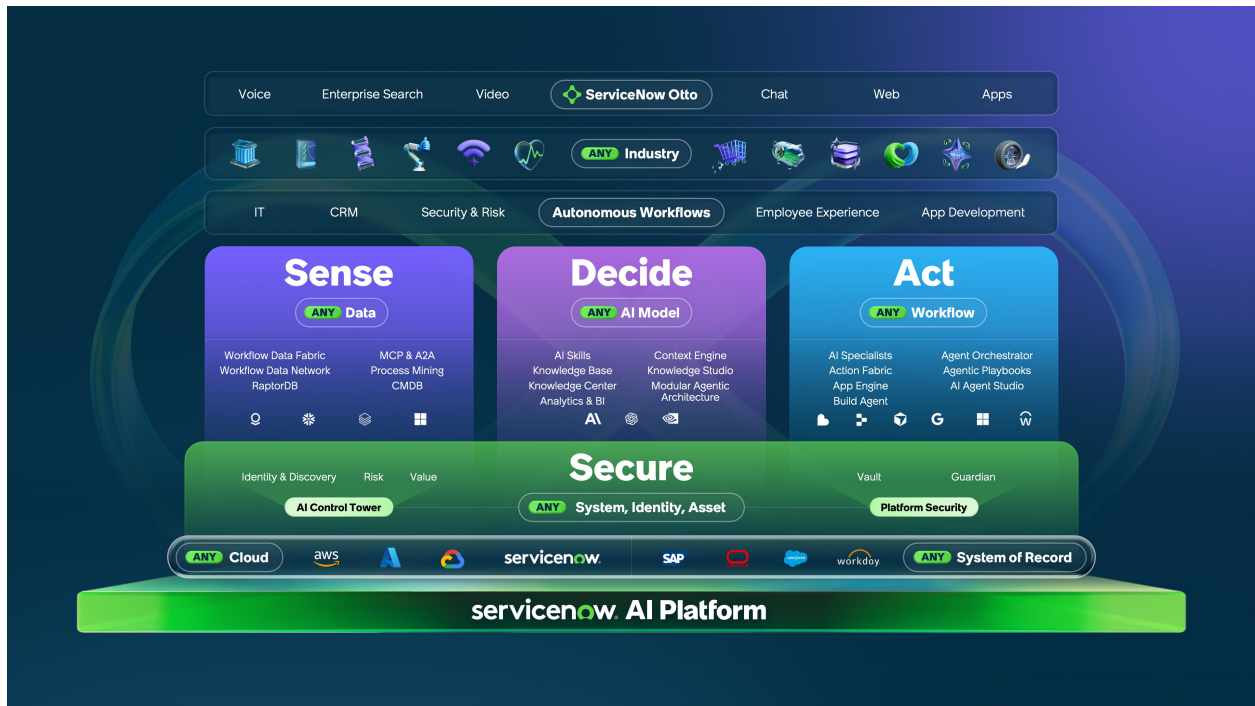 Voice Enterprise Search Video ServiceNow Otto Chat Web Apps
ANY Industry
IT CRM Security & Risk Autonomous Workflows Employee Experience App Development
Sense
ANY Data
Workflow Data Fabric
Workflow Data Network
RaptorDB
MCP & A2A
Process Mining
CMDB
Decide
ANY AI Model
AI Skills
Knowledge Base
Knowledge Center
Analytics & BI
Context Engine
Knowledge Studio
Modular Agentic
Architecture
Act
ANY Workflow
AI Specialists
Action Fabric
App Engine
Build Agent
Agent Orchestrator
Agentic Playbooks
AI Agent Studio
Secure
Identity & Discovery Risk Value
AI Control Tower
ANY System, Identity, Asset
Vault Guardian
Platform Security
ANY Cloud aws servicenow. SAP salesforce workday ANY System of Record
servicenow. AI Platform